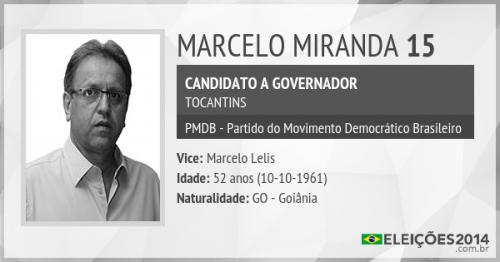 MARCELO MIRANDA 15
CANDIDATO A GOVERNADOR
TOCANTINS
PMDB - Partido do Movimento Democrático Brasileiro
Vice: Marcelo Lelis
Idade: 52 anos (10-10-1961)
Naturalidade: GO - Goiânia
ELEIÇÕES2014
.com.br